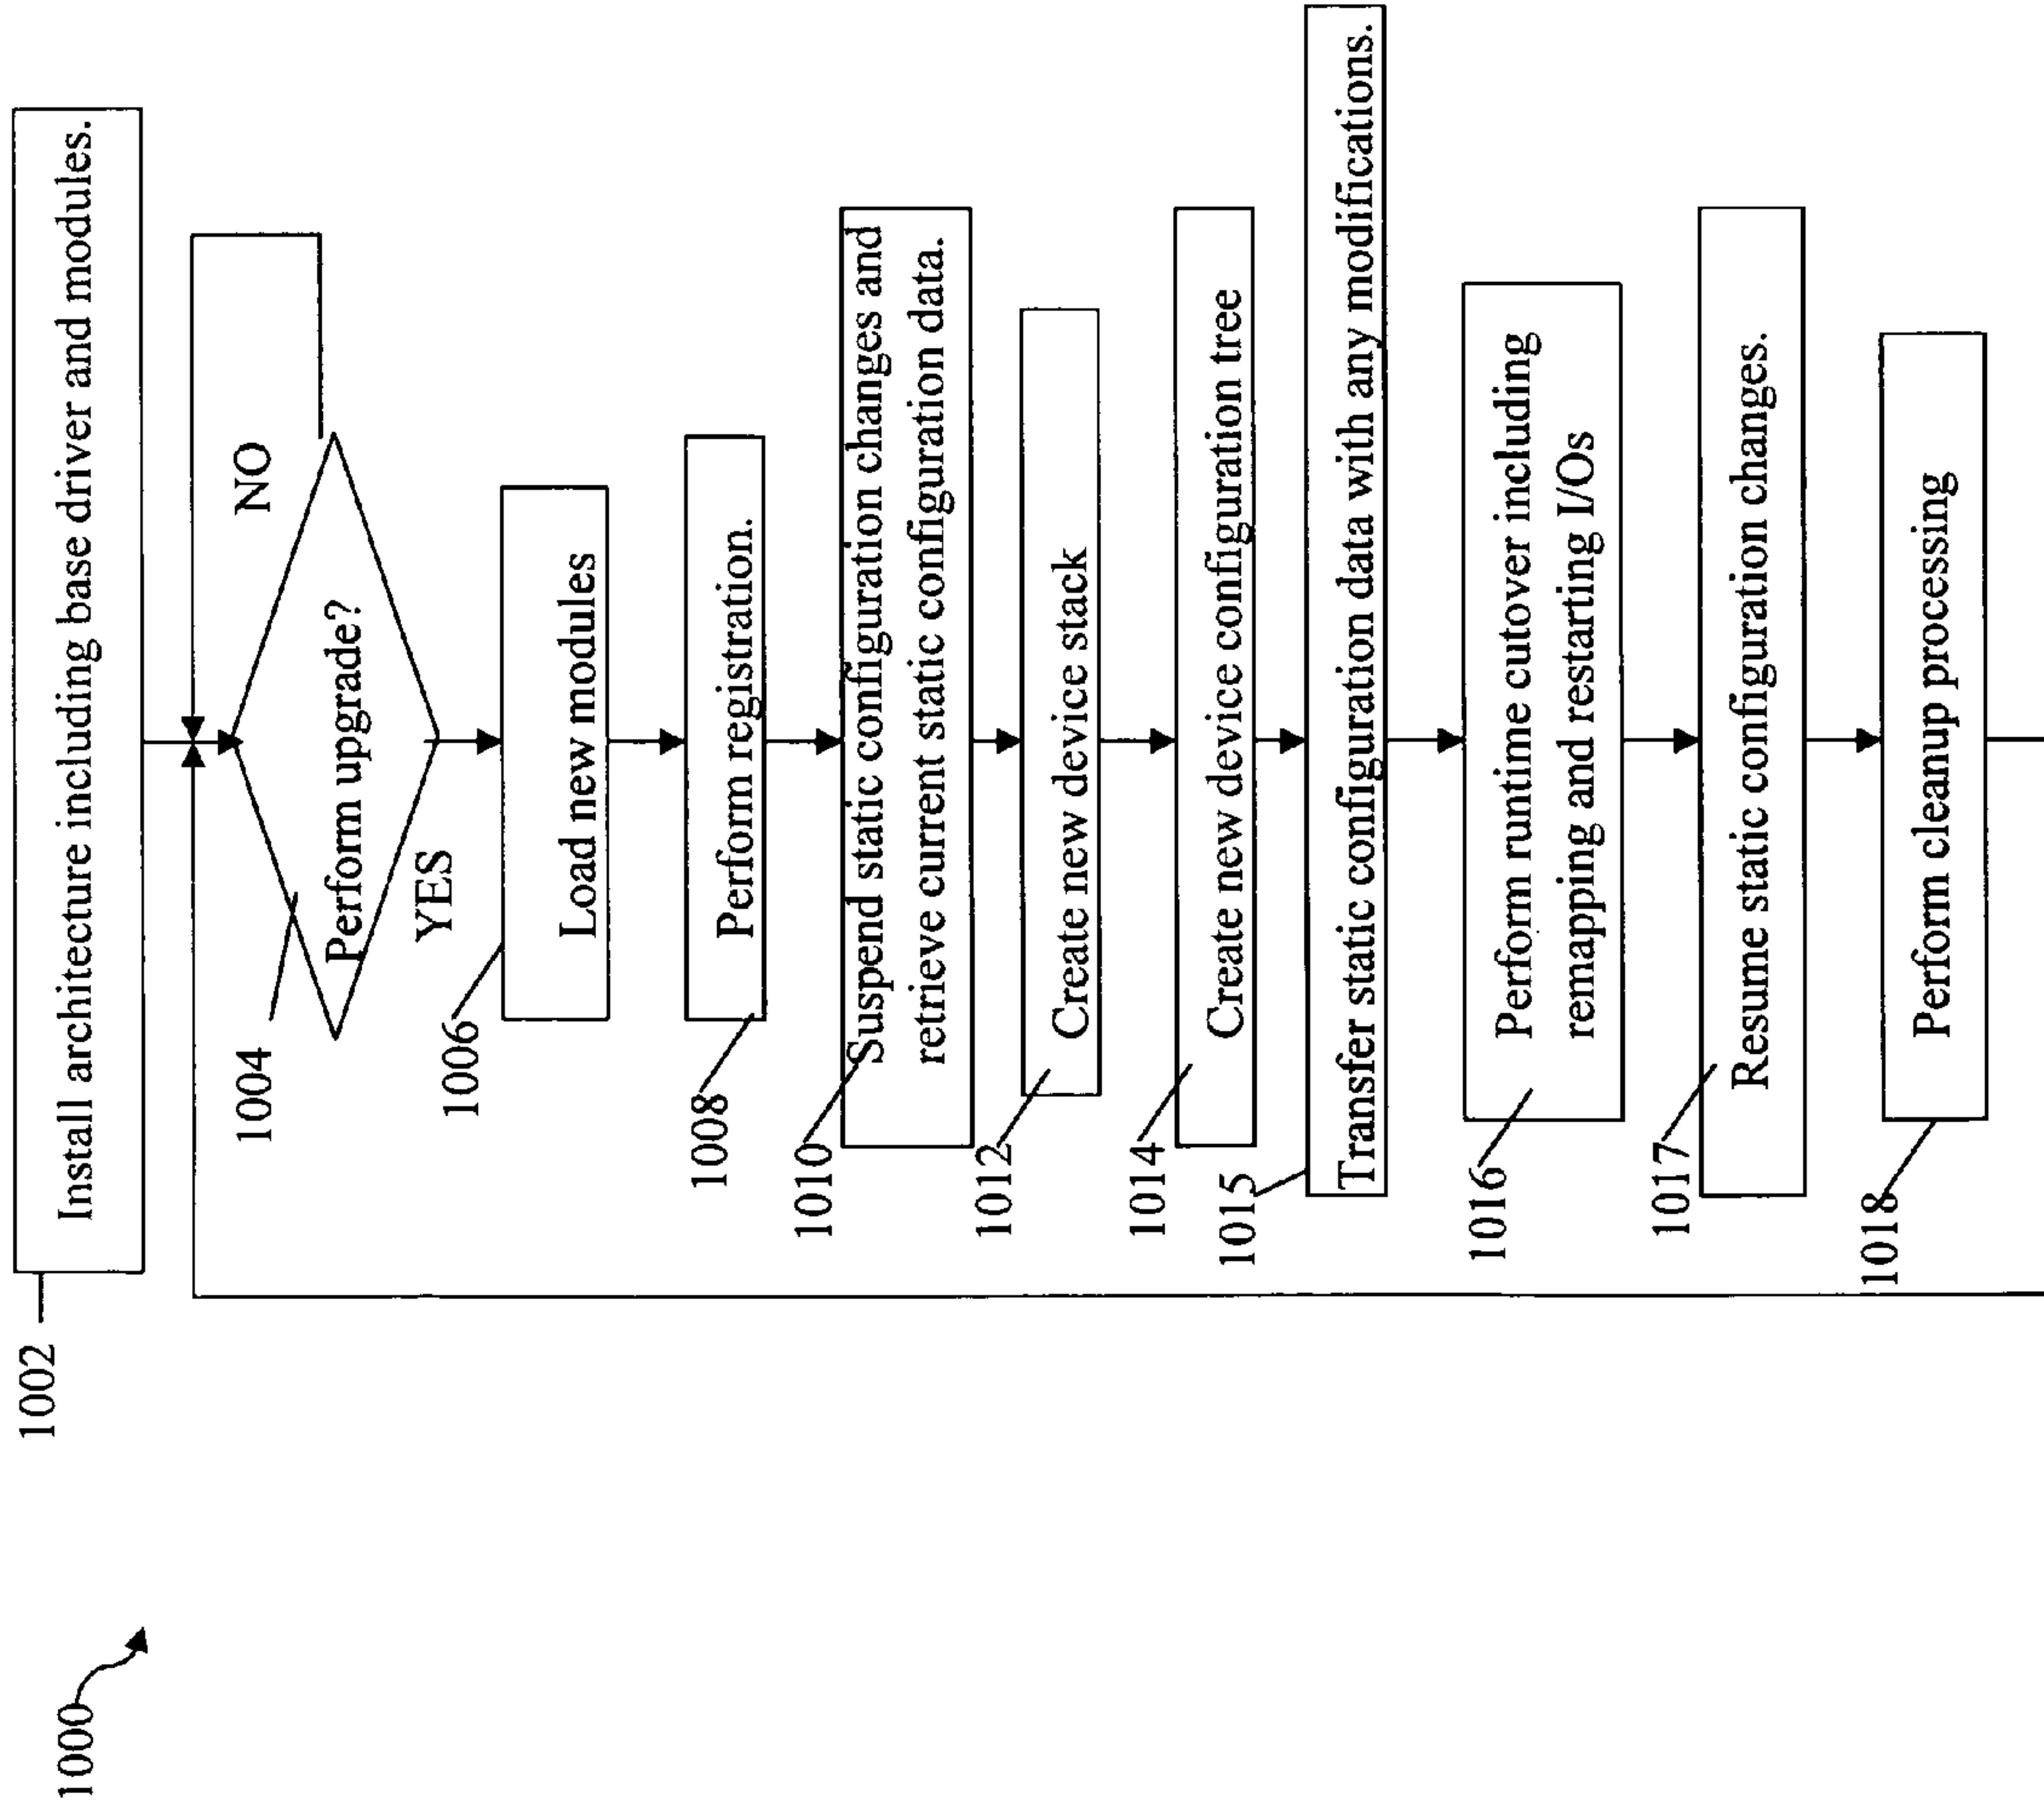 1000
1002
Install architecture including base driver and modules.
1004
Perform upgrade?
NO
YES
1006
Load new modules
1008
Perform registration.
1010
Suspend static configuration changes and
retrieve current static configuration data.
1012
Create new device stack
1014
Create new device configuration tree
1015
Transfer static configuration data with any modifications.
1016
Perform runtime cutover including
remapping and restarting I/Os
1017
Resume static configuration changes.
1018
Perform cleanup processing